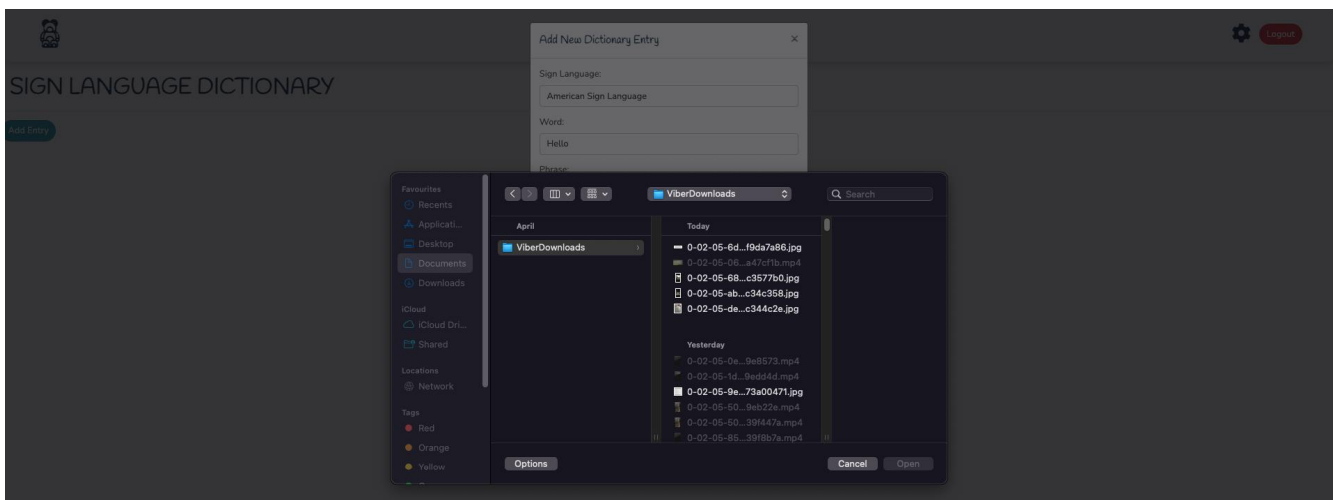 Add New Dictionary Entry ×
Logout
Sign Language:
SIGN LANGUAGE DICTIONARY
American Sign Language
Word:
Add Entry
Hello
Phrase:
Favourites
Recents
Applicati...
Desktop
Documents
Downloads
iCloud
iCloud Dri...
Shared
Locations
Network
Tags
Red
Orange
Yellow
ViberDownloads
Search
April
ViberDownloads
Today
0-02-05-6d...f9da7a86.jpg
0-02-05-06...a47cf1b.mp4
0-02-05-68...c3577b0.jpg
0-02-05-ab...c34c358.jpg
0-02-05-de...c344c2e.jpg
Yesterday
0-02-05-0e...9e8573.mp4
0-02-05-1d...9edd4d.mp4
0-02-05-9e...73a00471.jpg
0-02-05-50...9eb22e.mp4
0-02-05-50...39f447a.mp4
0-02-05-85...39f8b7a.mp4
Options
Cancel
Open